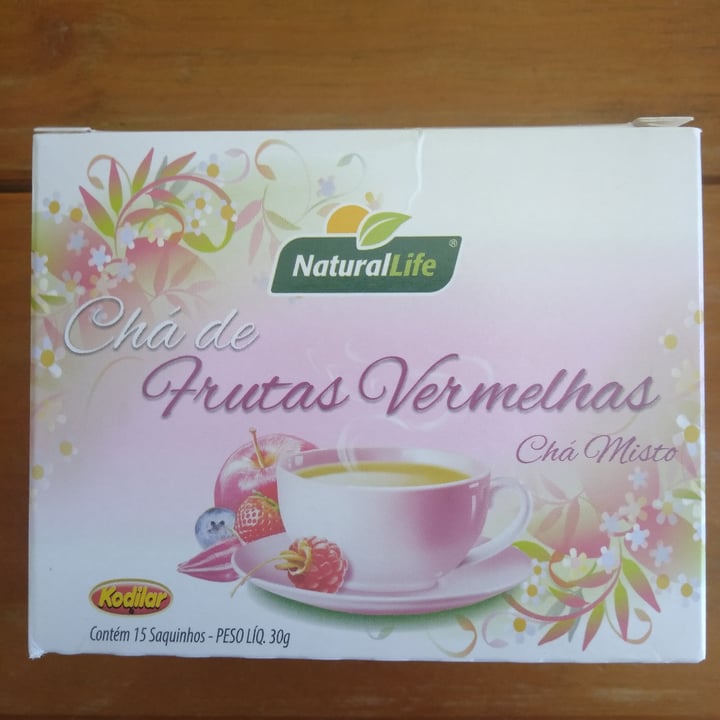 NaturalLife®
Chá de
Frutas Vermelhas
Chá Misto
Kodilar
Contém 15 Saquinhos - PESO LÍQ. 30g